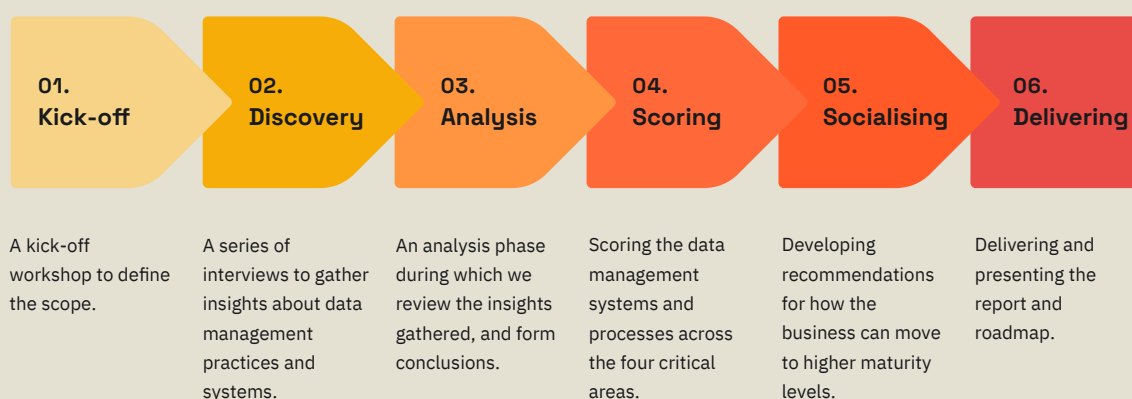 01.
Kick-off
02.
Discovery
03.
Analysis
04.
Scoring
05.
Socialising
06.
Delivering
A kick-off
workshop to define
the scope.
A series of
interviews to gather
insights about data
management
practices and
systems.
An analysis phase
during which we
review the insights
gathered, and form
conclusions.
Scoring the data
management
systems and
processes across
the four critical
areas.
Developing
recommendations
for how the
business can move
to higher maturity
levels.
Delivering and
presenting the
report and
roadmap.